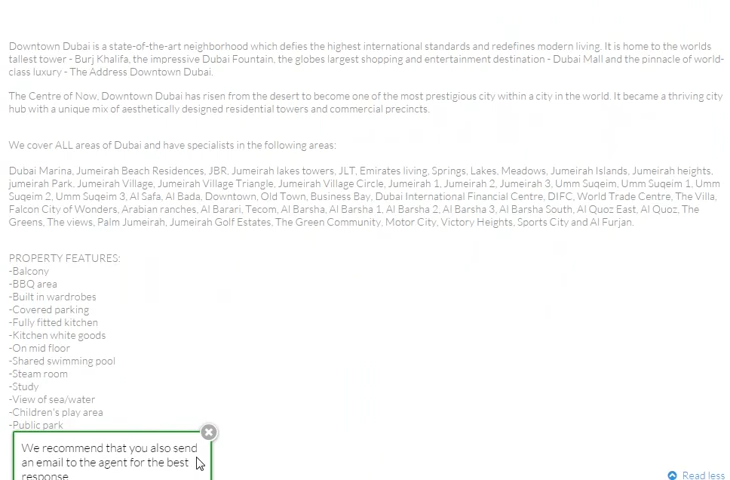 Downtown Dubai is a state-of-the-art neighborhood which defies the highest international standards and redefines modern living. It is home to the worlds
tallest tower - Burj Khalifa, the impressive Dubai Fountain, the globes largest shopping and entertainment destination - Dubai Mall and the pinnacle of world-
class luxury - The Address Downtown Dubai.
The Centre of Now, Downtown Dubai has risen from the desert to become one of the most prestigious city within a city in the world. It became a thriving city
hub with a unique mix of aesthetically designed residential towers and commercial precincts.
We cover ALL areas of Dubai and have specialists in the following areas:
Dubai Marina, Jumeirah Beach Residences, JBR, Jumeirah lakes towers, JLT, Emirates living, Springs, Lakes, Meadows, Jumeirah Islands, Jumeirah heights,
jumeirah Park, Jumeirah Village, Jumeirah Village Triangle, Jumeirah Village Circle, Jumeirah 1, Jumeirah 2, Jumeirah 3, Umm Suqeim, Umm Suqeim 1, Umm
Suqeim 2, Umm Suqeim 3, Al Safa, Al Bada, Downtown, Old Town, Business Bay, Dubai International Financial Centre, DIFC, World Trade Centre, The Villa,
Falcon City of Wonders, Arabian ranches, Al Barari, Tecom, Al Barsha, Al Barsha 1, Al Barsha 2, Al Barsha 3, Al Barsha South, Al Quoz East, Al Quoz, The
Greens, The views, Palm Jumeirah, Jumeirah Golf Estates, The Green Community, Motor City, Victory Heights, Sports City and Al Furjan.
PROPERTY FEATURES:
-Balcony
-BBQ area
-Built in wardrobes
-Covered parking
-Fully fitted kitchen
-Kitchen white goods
-On mid floor
-Shared swimming pool
-Steam room
-Study
-View of sea/water
-Children's play area
-Public park
We recommend that you also send
an email to the agent for the best
response
Read less